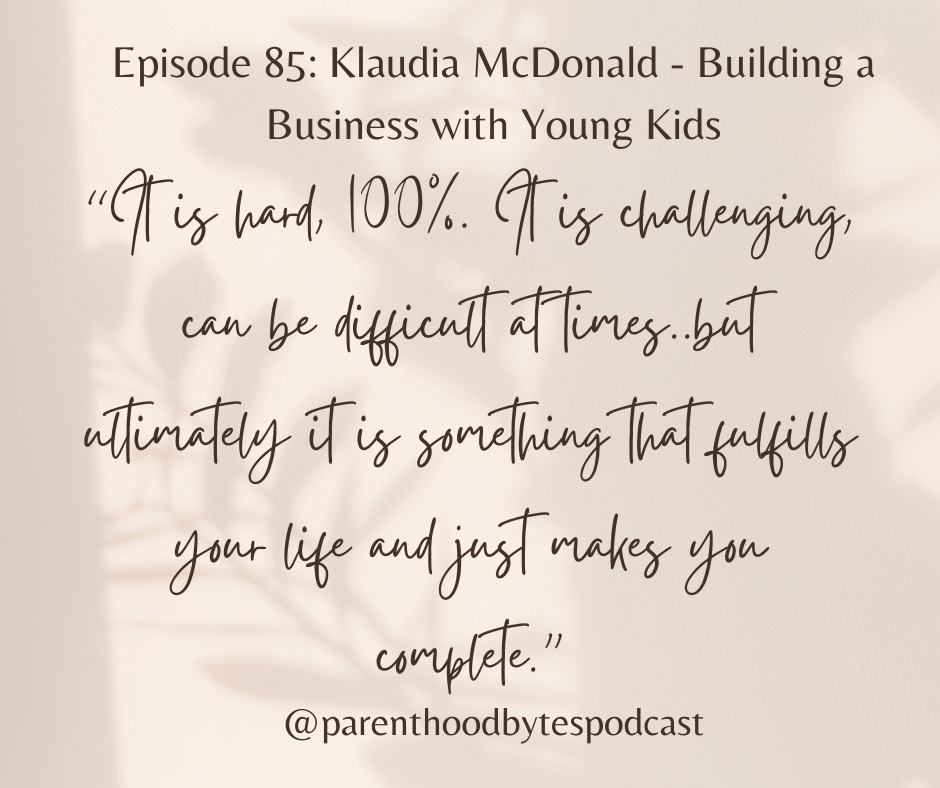 Episode 85: Klaudia McDonald - Building a
Business with Young Kids
“It is hard, 100%. It is challenging,
can be difficult at times..but
ultimately it is something that fulfills
your life and just makes you
complete.”
@parenthoodbytespodcast